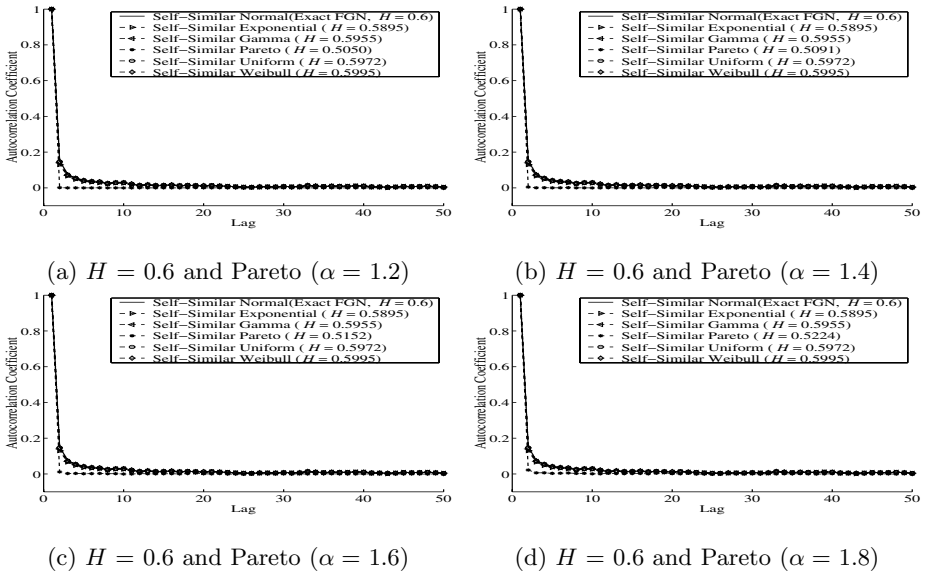 Autocorrelation Coefficient
1
0.8
0.6
0.4
0.2
0
0 10 20 30 40 50
Lag
Self−Similar Normal(Exact FGN, H = 0.6)
Self−Similar Exponential ( H = 0.5895)
Self−Similar Gamma ( H = 0.5955)
Self−Similar Pareto ( H = 0.5050)
Self−Similar Uniform ( H = 0.5972)
Self−Similar Weibull ( H = 0.5995)
(a) H = 0.6 and Pareto (α = 1.2)
Autocorrelation Coefficient
1
0.8
0.6
0.4
0.2
0
0 10 20 30 40 50
Lag
Self−Similar Normal(Exact FGN, H = 0.6)
Self−Similar Exponential ( H = 0.5895)
Self−Similar Gamma ( H = 0.5955)
Self−Similar Pareto ( H = 0.5091)
Self−Similar Uniform ( H = 0.5972)
Self−Similar Weibull ( H = 0.5995)
(b) H = 0.6 and Pareto (α = 1.4)
Autocorrelation Coefficient
1
0.8
0.6
0.4
0.2
0
0 10 20 30 40 50
Lag
Self−Similar Normal(Exact FGN, H = 0.6)
Self−Similar Exponential ( H = 0.5895)
Self−Similar Gamma ( H = 0.5955)
Self−Similar Pareto ( H = 0.5152)
Self−Similar Uniform ( H = 0.5972)
Self−Similar Weibull ( H = 0.5995)
(c) H = 0.6 and Pareto (α = 1.6)
Autocorrelation Coefficient
1
0.8
0.6
0.4
0.2
0
0 10 20 30 40 50
Lag
Self−Similar Normal(Exact FGN, H = 0.6)
Self−Similar Exponential ( H = 0.5895)
Self−Similar Gamma ( H = 0.5955)
Self−Similar Pareto ( H = 0.5224)
Self−Similar Uniform ( H = 0.5972)
Self−Similar Weibull ( H = 0.5995)
(d) H = 0.6 and Pareto (α = 1.8)